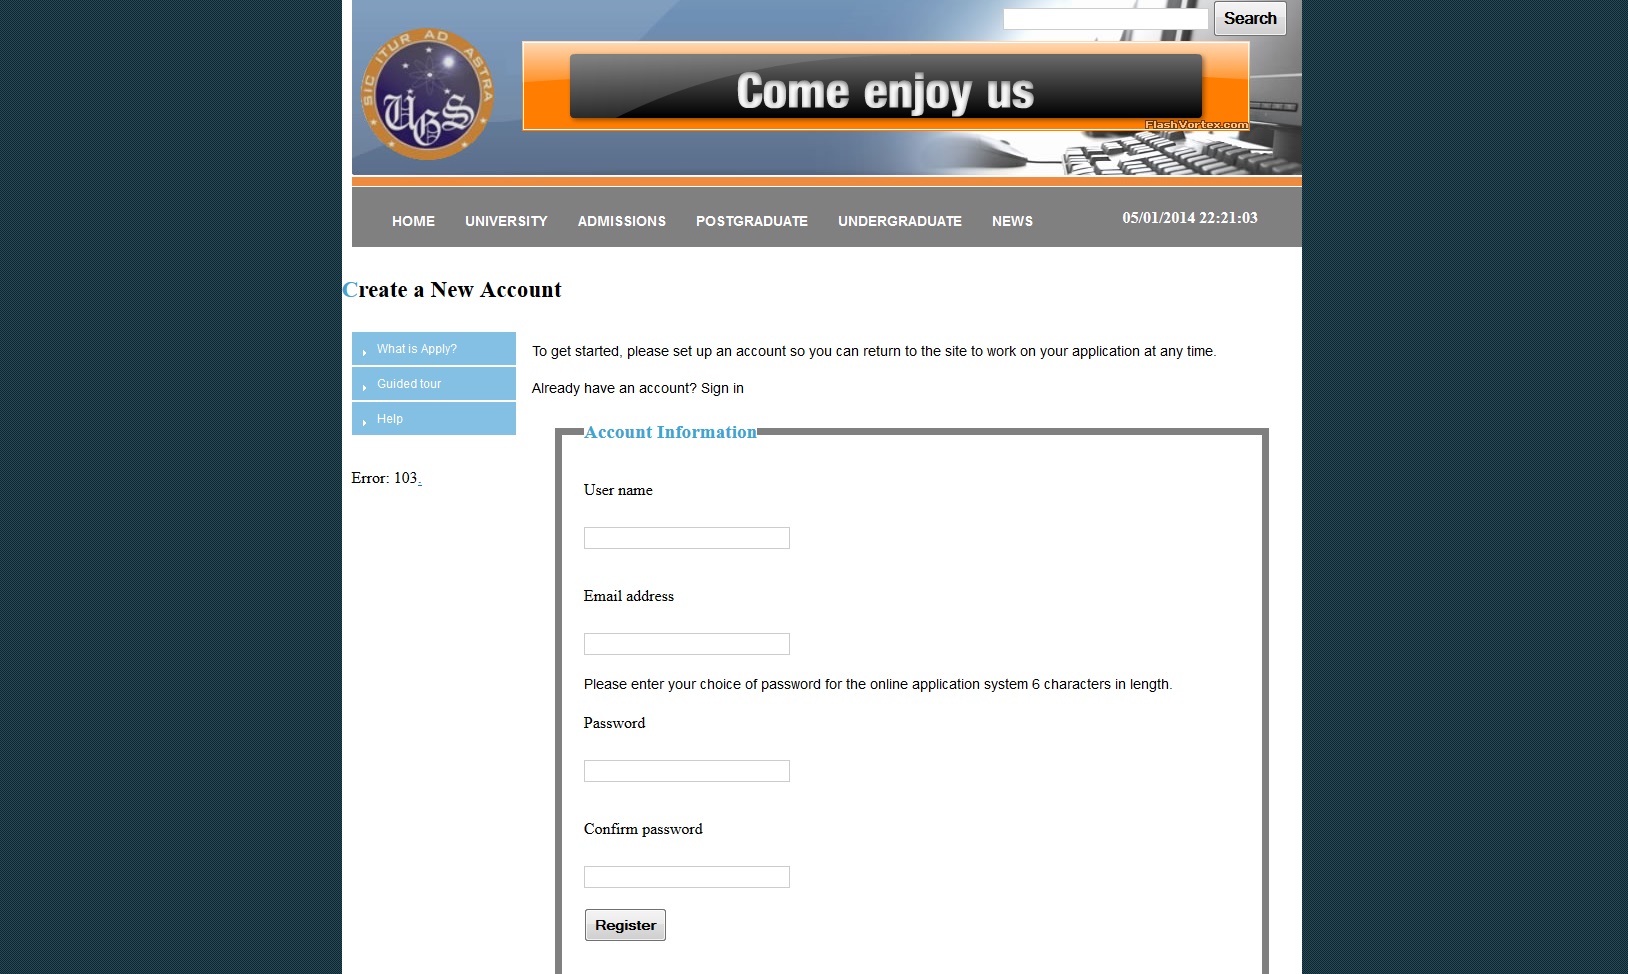 Search
SIC ITUR AD ASTRA
UGS
Come enjoy us
FlashVortex.com
HOME UNIVERSITY ADMISSIONS POSTGRADUATE UNDERGRADUATE NEWS 05/01/2014 22:21:03
Create a New Account
What is Apply?
Guided tour
Help
Error: 103.
To get started, please set up an account so you can return to the site to work on your application at any time.
Already have an account? Sign in
Account Information
User name
Email address
Please enter your choice of password for the online application system 6 characters in length.
Password
Confirm password
Register